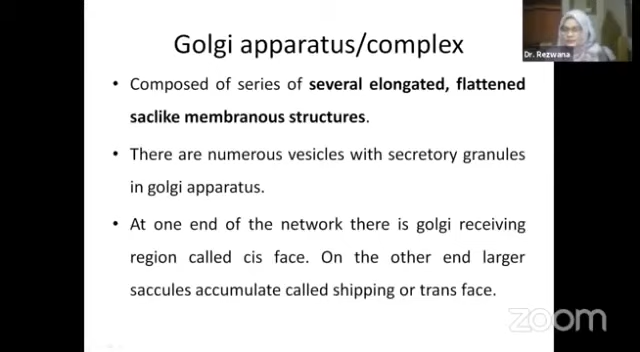 Golgi apparatus/complex
Dr. Rezwana
• Composed of series of several elongated, flattened
saclike membranous structures.
• There are numerous vesicles with secretory granules
in golgi apparatus.
• At one end of the network there is golgi receiving
region called cis face. On the other end larger
saccules accumulate called shipping or trans face.
zoom